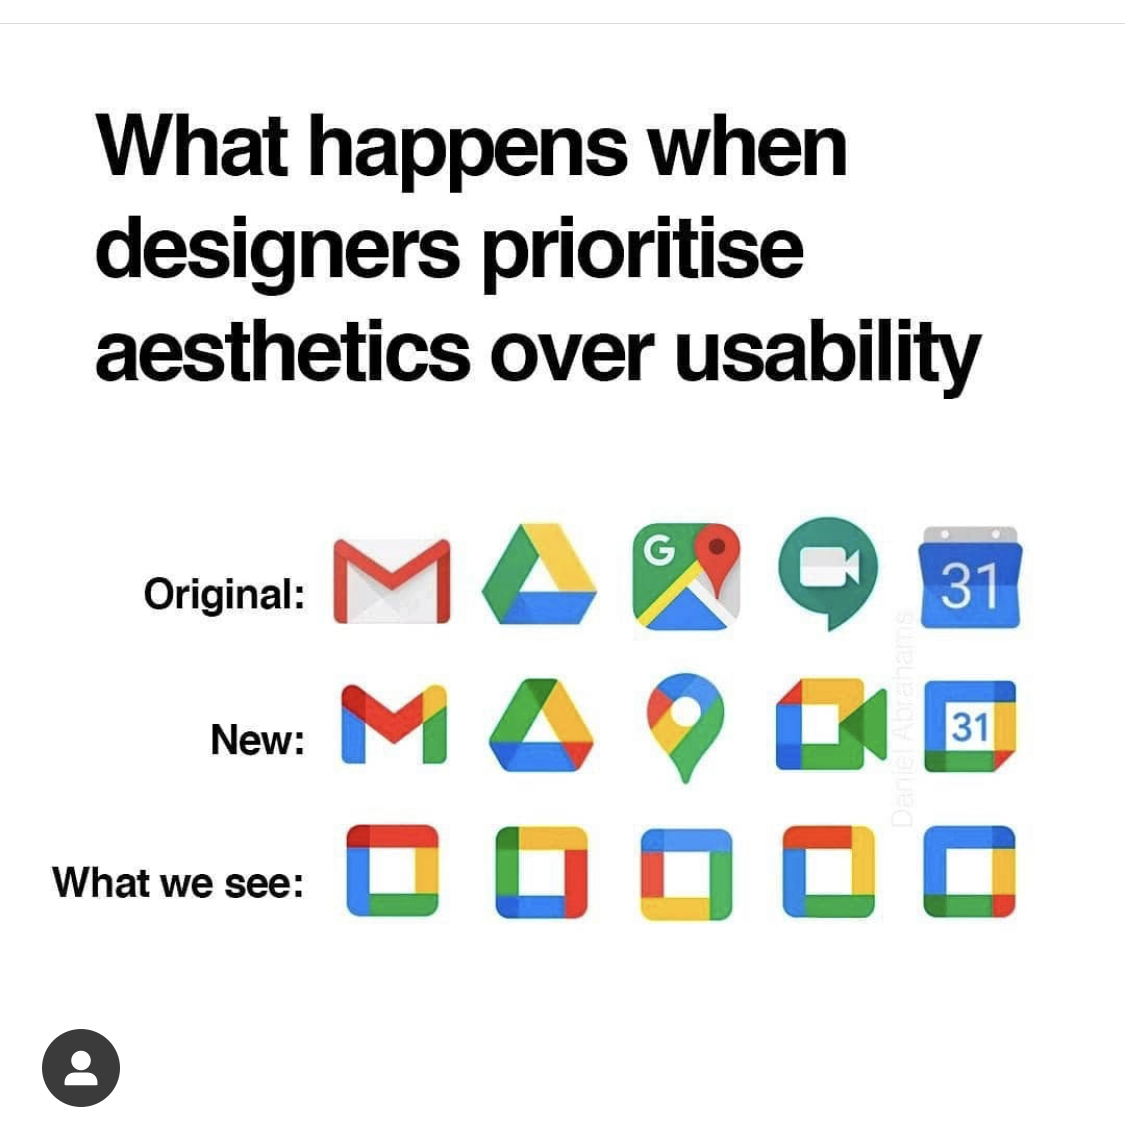 What happens when
designers prioritise
aesthetics over usability
Original:
G
31
New:
31
What we see:
Daniel Abrahams